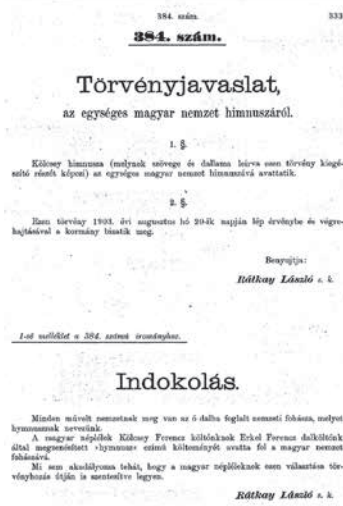 384. szám. 333
384. szám.
Törvényjavaslat,
az egységes magyar nemzet himnuszáról.
1. §.
Kölcsey himnusza (melynek szövege és dallama leirva ezen törvény kiegé-
szítő részét képezi) az egységes magyar nemzet himnuszává avattatik.
2. §.
Ezen törvény 1903. évi augusztus hó 20-ik napján lép érvénybe és végre-
hajtásával a kormány bizatik meg.
Benyujtja:
Rátkay László s. k.
1-ső melléklet a 384. számú irományhoz.
Indokolás.
Minden művelt nemzetnek meg van az ő dalba foglalt nemzeti fohásza, melyet
hymnusznak nevezünk.
A magyar néplélek Kölcsey Ferencz költőnknek Erkel Ferencz dalköltőnk
által megzenésített »hymnusz« czimű költeményét avatta fel a magyar nemzet
fohászává.
Mi sem akadályozza tehát, hogy a magyar népléleknek ezen választása tör-
vényhozás útján is szentesítve legyen.
Rátkay László s. k.